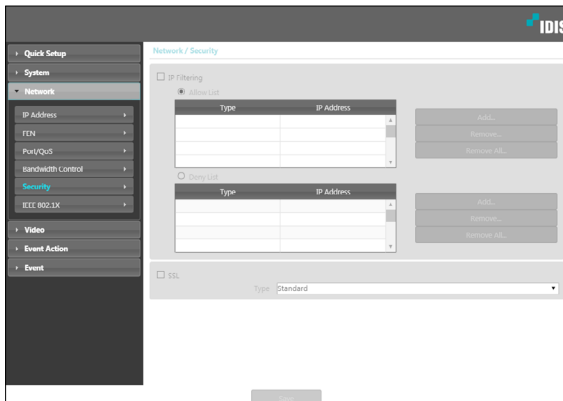 IDIS
Quick Setup
System
Network
IP Address
FEN
Port/QoS
Bandwidth Control
Security
IEEE 802.1X
Video
Event Action
Event
Network / Security
IP Filtering
Allow List
Type IP Address
Add...
Remove...
Remove All...
Deny List
Type IP Address
Add...
Remove...
Remove All...
SSL
Type Standard